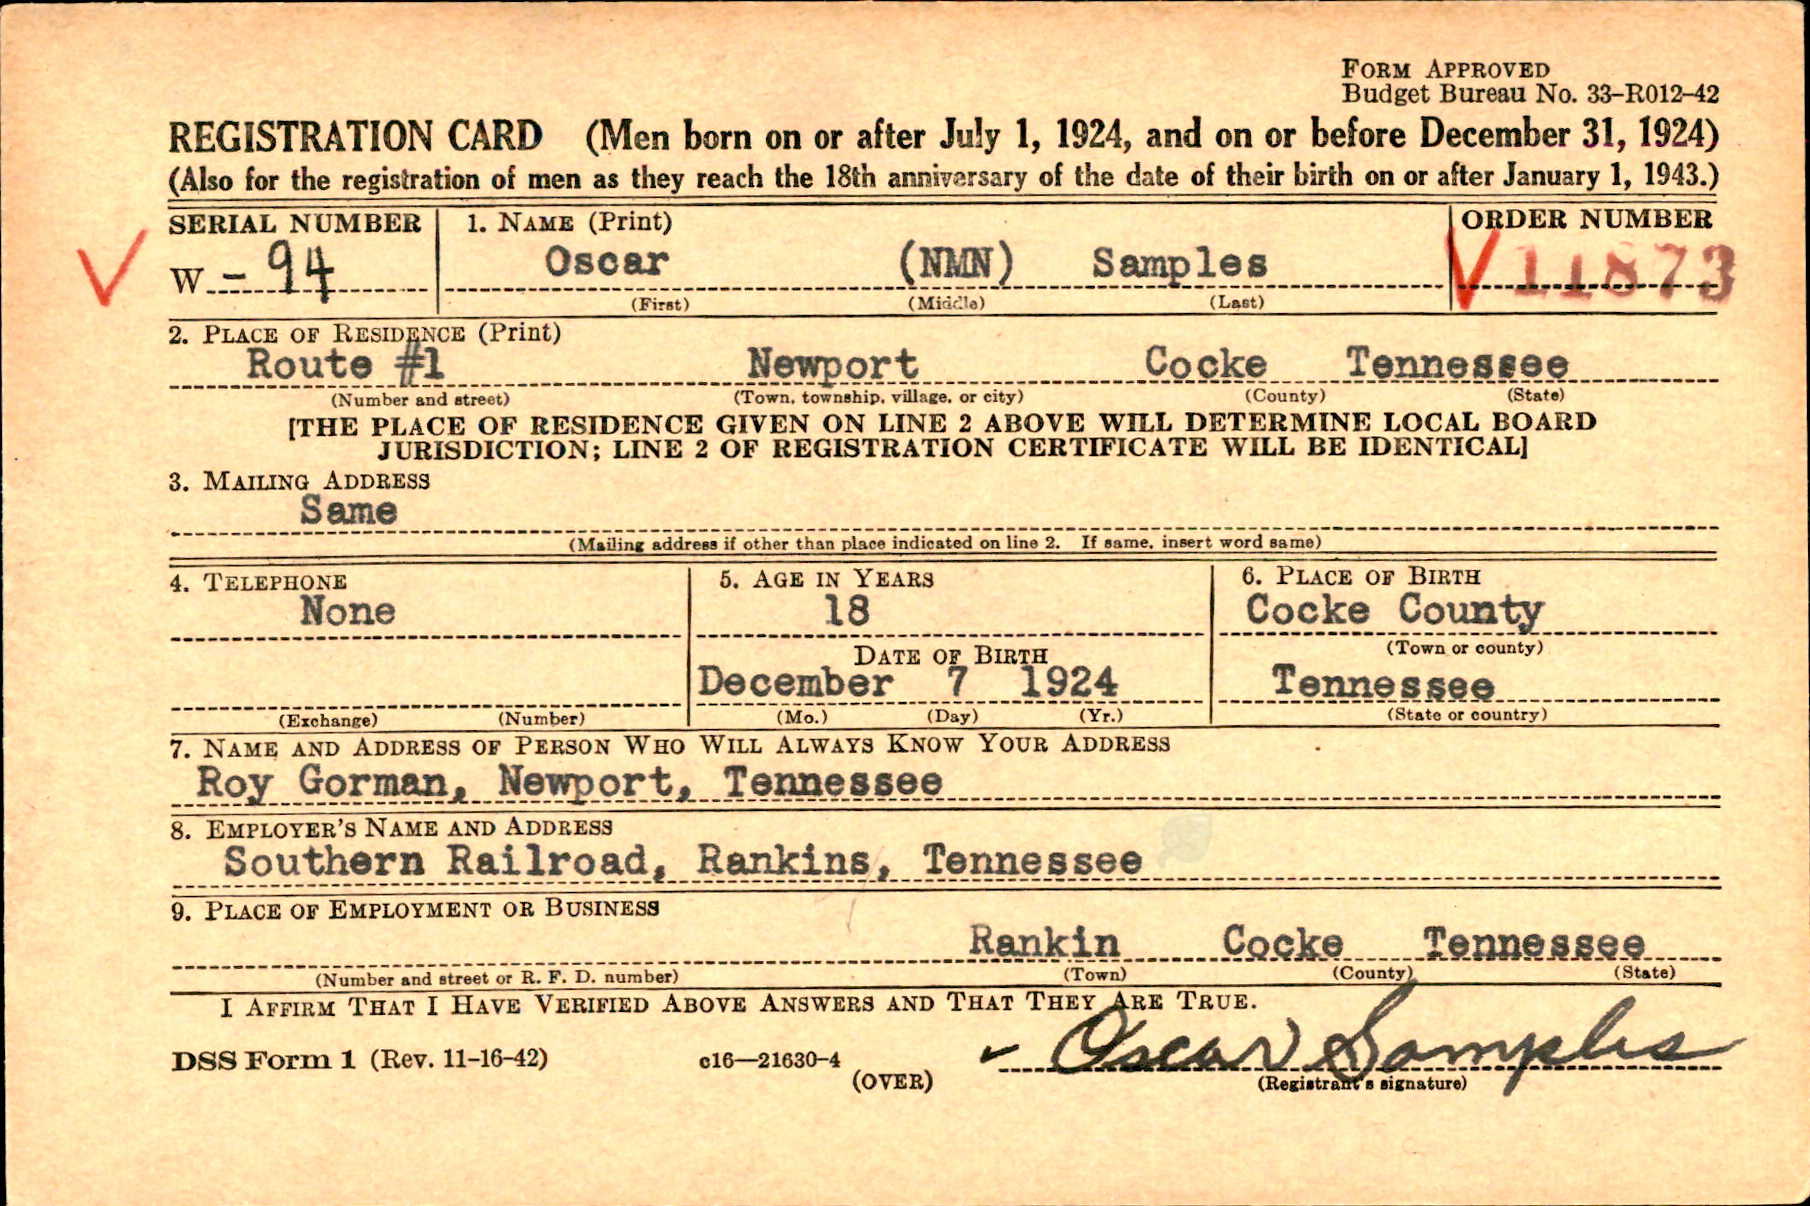 FORM APPROVED
Budget Bureau No. 33-R012-42
REGISTRATION CARD (Men born on or after July 1, 1924, and on or before December 31, 1924)
(Also for the registration of men as they reach the 18th anniversary of the date of their birth on or after January 1, 1943.)
SERIAL NUMBER 1. NAME (Print) ORDER NUMBER
W - 94 Oscar (NMN) Samples 11873
(First) (Middle) (Last)
2. PLACE OF RESIDENCE (Print)
Route #1 Newport Cocke Tennessee
(Number and street) (Town, township, village, or city) (County) (State)
[THE PLACE OF RESIDENCE GIVEN ON LINE 2 ABOVE WILL DETERMINE LOCAL BOARD
JURISDICTION; LINE 2 OF REGISTRATION CERTIFICATE WILL BE IDENTICAL]
3. MAILING ADDRESS
Same
(Mailing address if other than place indicated on line 2. If same, insert word same)
4. TELEPHONE 5. AGE IN YEARS 6. PLACE OF BIRTH
None 18 Cocke County
DATE OF BIRTH (Town or county)
December 7 1924 Tennessee
(Exchange) (Number) (Mo.) (Day) (Yr.) (State or country)
7. NAME AND ADDRESS OF PERSON WHO WILL ALWAYS KNOW YOUR ADDRESS
Roy Gorman, Newport, Tennessee
8. EMPLOYER'S NAME AND ADDRESS
Southern Railroad, Rankins, Tennessee
9. PLACE OF EMPLOYMENT OR BUSINESS
Rankin Cocke Tennessee
(Number and street or R. F. D. number) (Town) (County) (State)
I AFFIRM THAT I HAVE VERIFIED ABOVE ANSWERS AND THAT THEY ARE TRUE.
DSS Form 1 (Rev. 11-16-42) c16—21630-4 Oscar Samples
(OVER) (Registrant's signature)